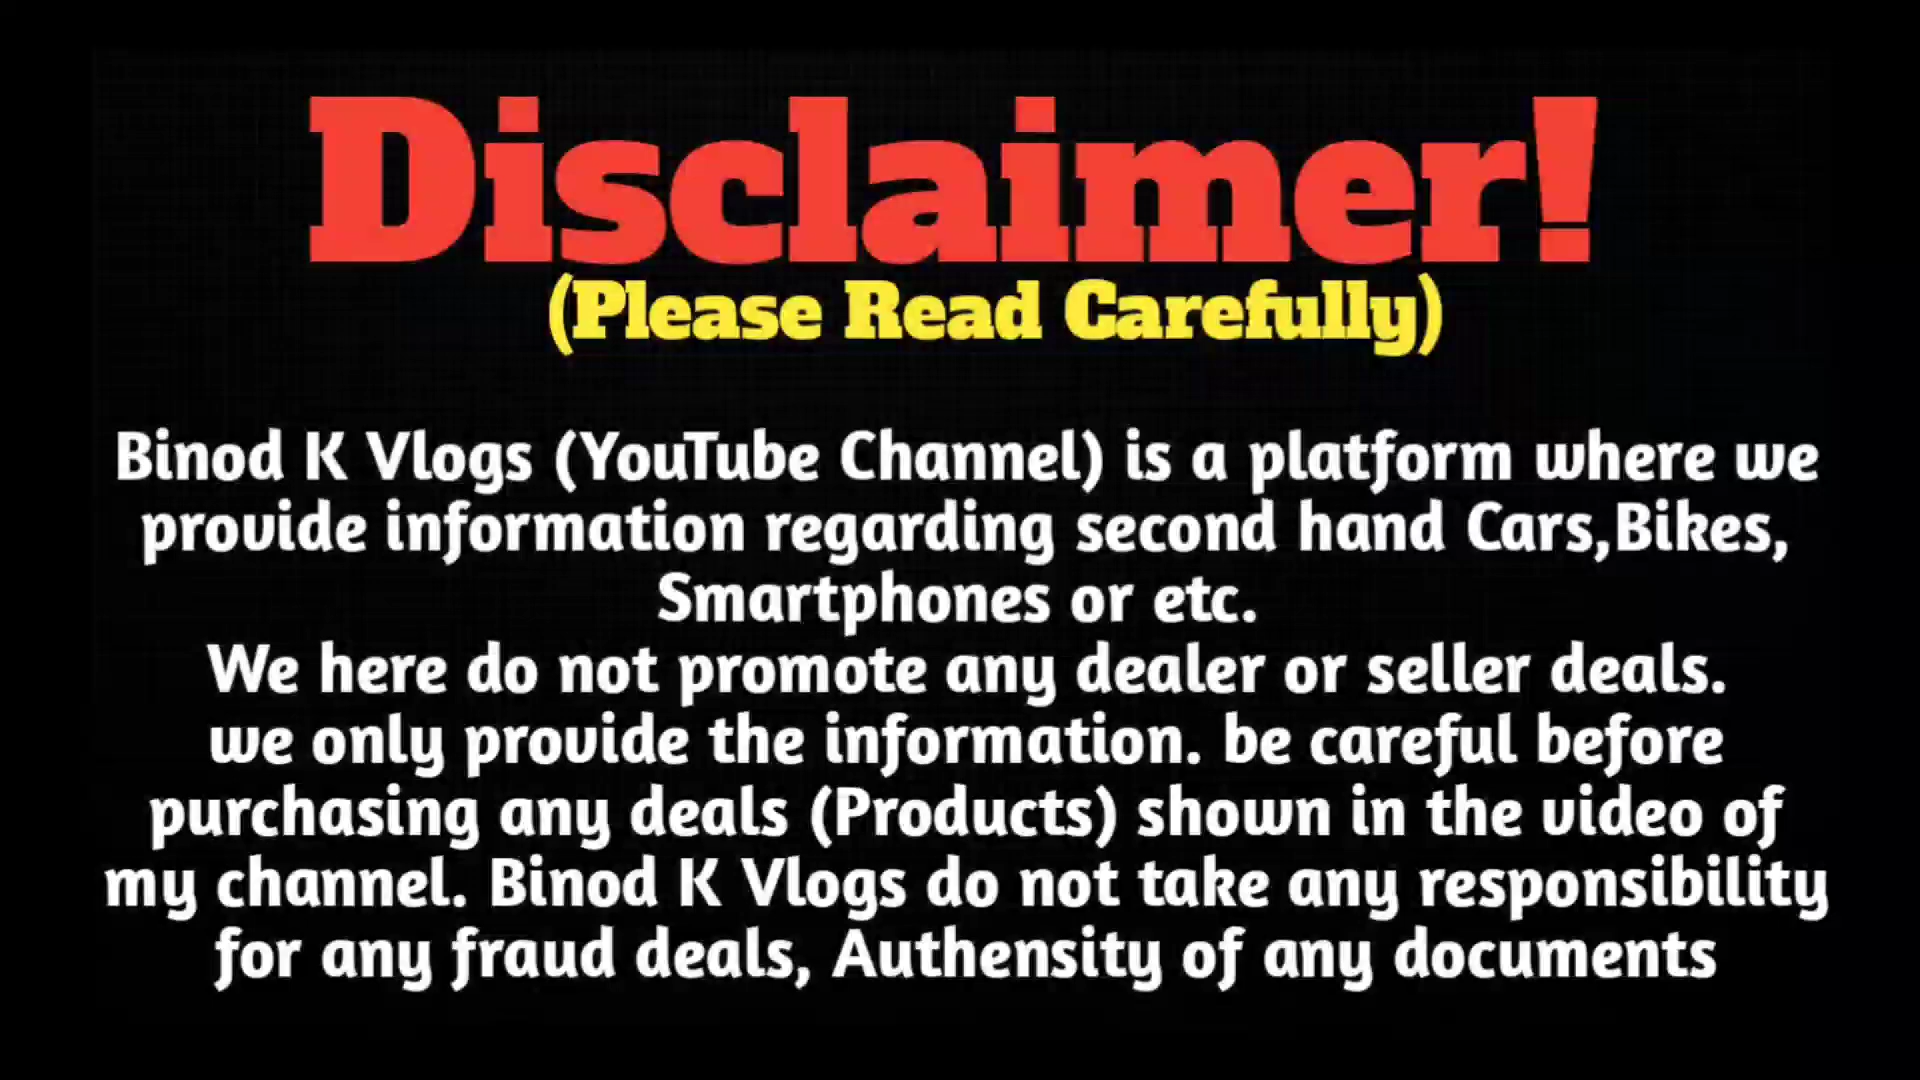 Disclaimer!
(Please Read Carefully)
Binod K Vlogs (YouTube Channel) is a platform where we
provide information regarding second hand Cars,Bikes,
Smartphones or etc.
We here do not promote any dealer or seller deals.
we only provide the information. be careful before
purchasing any deals (Products) shown in the video of
my channel. Binod K Vlogs do not take any responsibility
for any fraud deals, Authensity of any documents